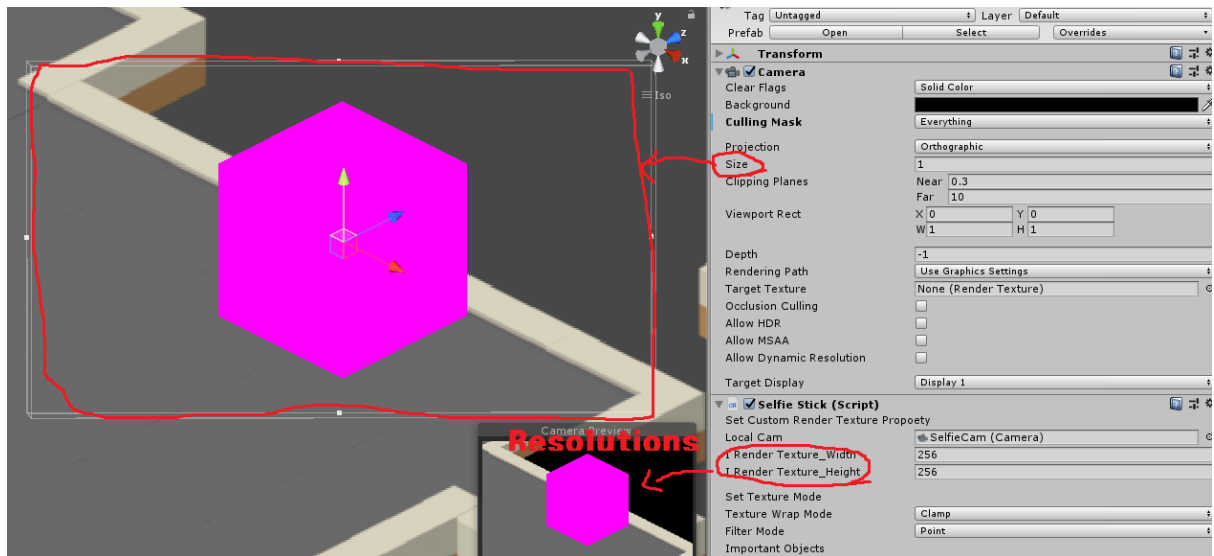 Tag Untagged Layer Default
Prefab Open Select Overrides
Transform
Camera
Clear Flags Solid Color
Background
Culling Mask Everything
Projection Orthographic
Size 1
Clipping Planes Near 0.3
Far 10
Viewport Rect X 0 Y 0
W 1 H 1
Depth -1
Rendering Path Use Graphics Settings
Target Texture None (Render Texture)
Occlusion Culling
Allow HDR
Allow MSAA
Allow Dynamic Resolution
Target Display Display 1
Selfie Stick (Script)
Set Custom Render Texture Propoety
Local Cam SelfieCam (Camera)
I Render Texture_Width 256
I Render Texture_Height 256
Set Texture Mode
Texture Wrap Mode Clamp
Filter Mode Point
Important Objects
y
z
x
Iso
Camera Preview
Resolutions